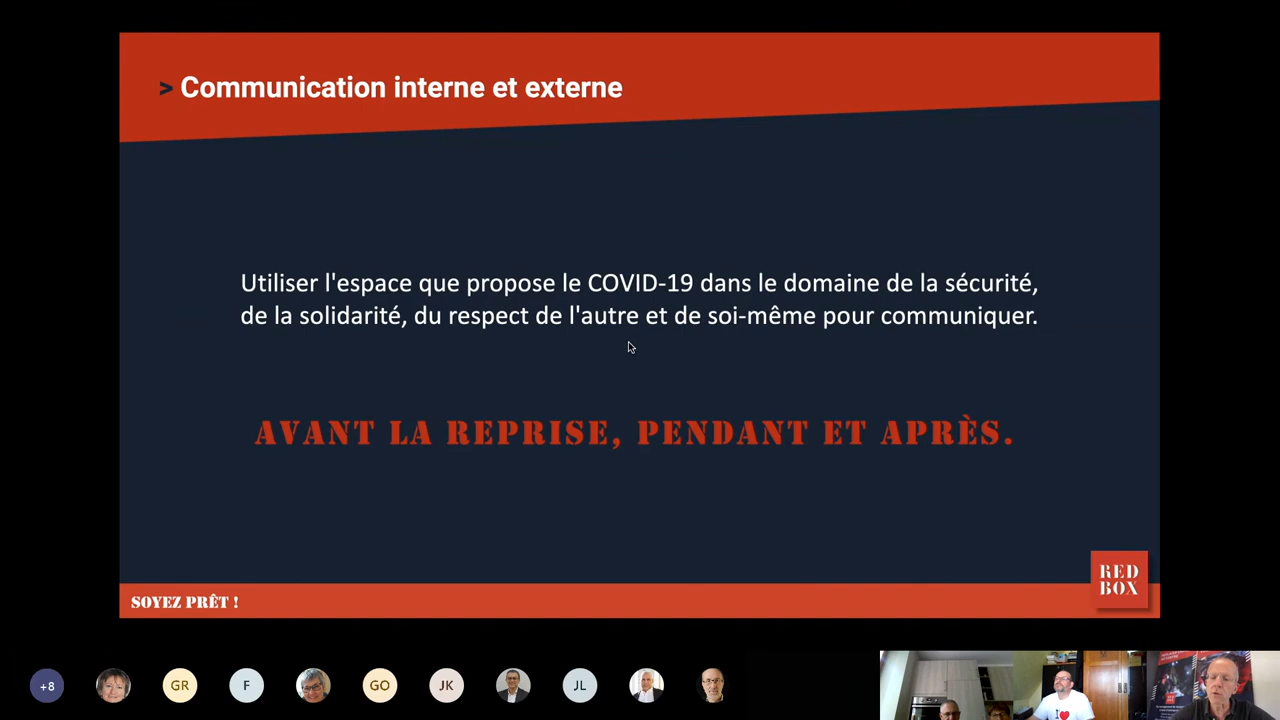 > Communication interne et externe
Utiliser l'espace que propose le COVID-19 dans le domaine de la sécurité,
de la solidarité, du respect de l'autre et de soi-même pour communiquer.
AVANT LA REPRISE, PENDANT ET APRÈS.
RED
BOX
SOYEZ PRÊT !
+8
GR
F
GO
JK
JL